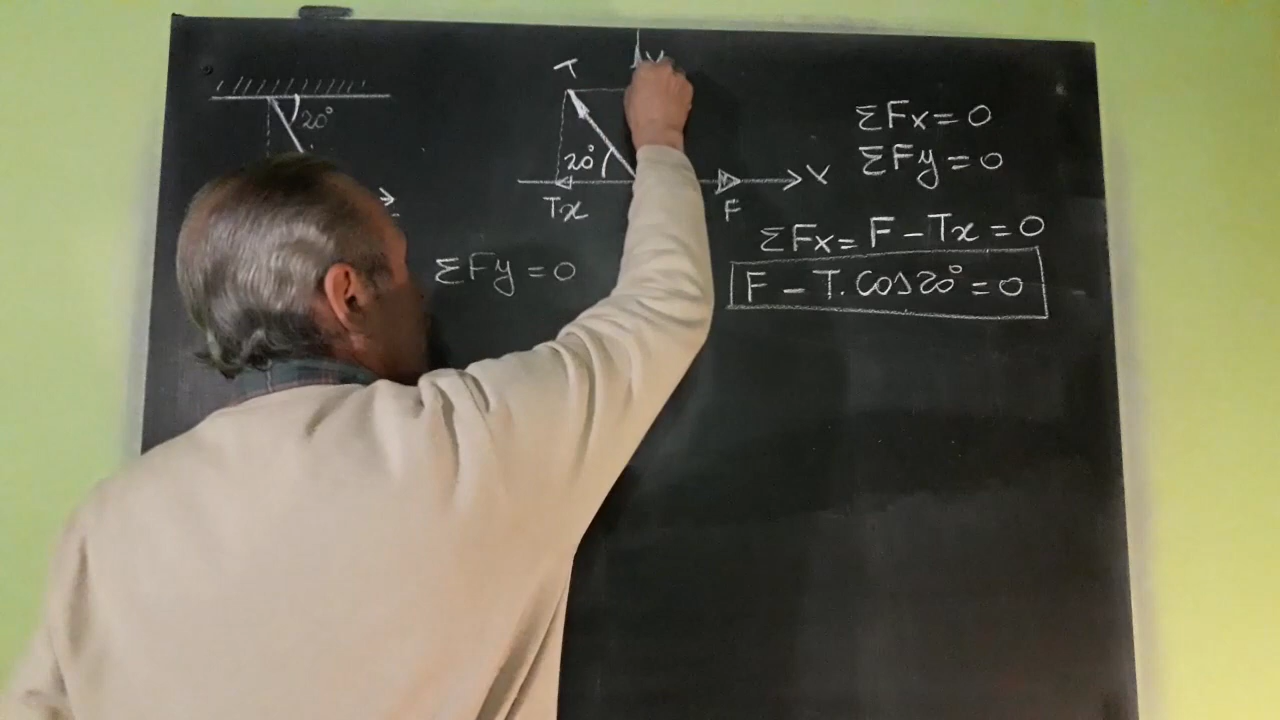 20°
T
y
20°
x
Tx
F
ΣFx = 0
ΣFy = 0
ΣFy = 0
ΣFx = F - Tx = 0
F - T. Cos 20° = 0